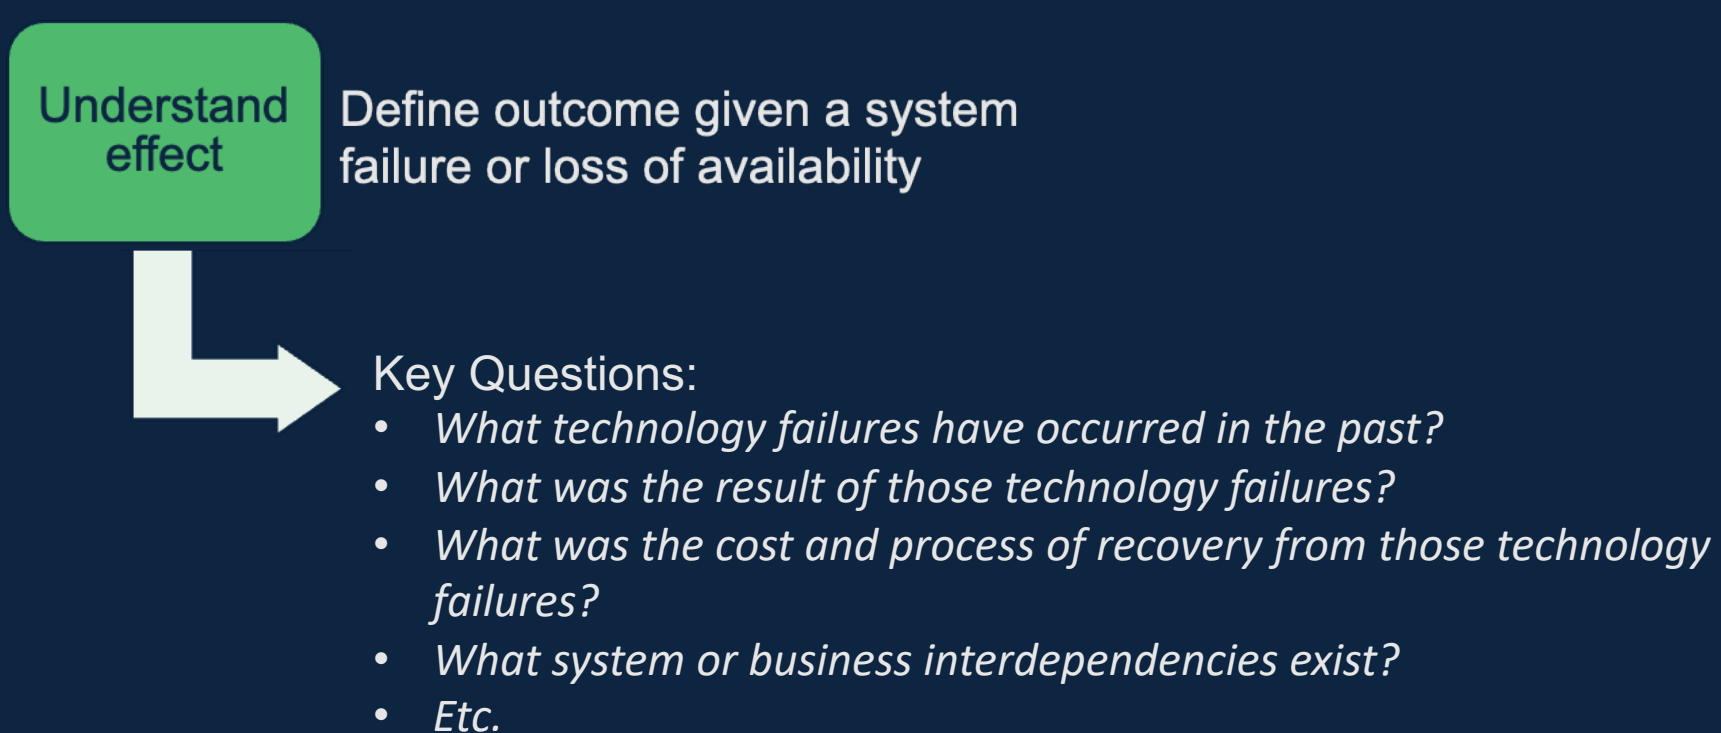 Understand
effect
Define outcome given a system
failure or loss of availability
Key Questions:
• What technology failures have occurred in the past?
• What was the result of those technology failures?
• What was the cost and process of recovery from those technology
failures?
• What system or business interdependencies exist?
• Etc.